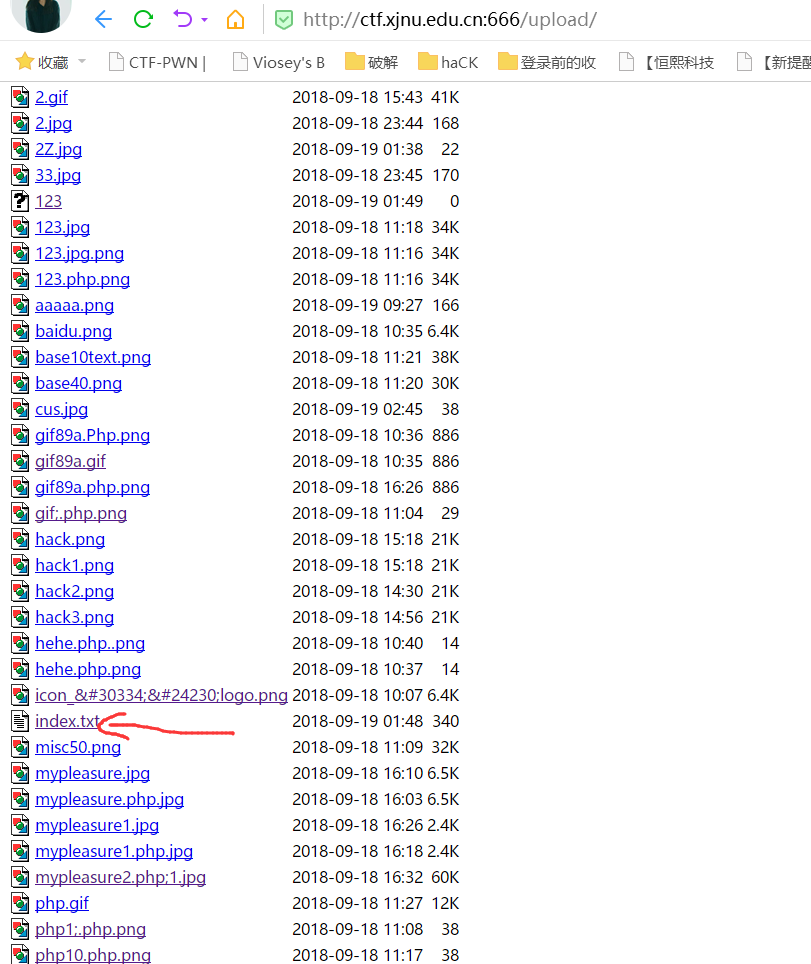 http://ctf.xjnu.edu.cn:666/upload/
收藏 CTF-PWN | Viosey's B 破解 haCK 登录前的收 【恒熙科技 【新提醒
2.gif 2018-09-18 15:43 41K
2.jpg 2018-09-18 23:44 168
2Z.jpg 2018-09-19 01:38 22
33.jpg 2018-09-18 23:45 170
123 2018-09-19 01:49 0
123.jpg 2018-09-18 11:18 34K
123.jpg.png 2018-09-18 11:16 34K
123.php.png 2018-09-18 11:16 34K
aaaaa.png 2018-09-19 09:27 166
baidu.png 2018-09-18 10:35 6.4K
base10text.png 2018-09-18 11:21 38K
base40.png 2018-09-18 11:20 30K
cus.jpg 2018-09-19 02:45 38
gif89a.Php.png 2018-09-18 10:36 886
gif89a.gif 2018-09-18 10:35 886
gif89a.php.png 2018-09-18 16:26 886
gif;.php.png 2018-09-18 11:04 29
hack.png 2018-09-18 15:18 21K
hack1.png 2018-09-18 15:18 21K
hack2.png 2018-09-18 14:30 21K
hack3.png 2018-09-18 14:56 21K
hehe.php..png 2018-09-18 10:40 14
hehe.php.png 2018-09-18 10:37 14
icon_&#30334;&#24230;logo.png 2018-09-18 10:07 6.4K
index.txt 2018-09-19 01:48 340
misc50.png 2018-09-18 11:09 32K
mypleasure.jpg 2018-09-18 16:10 6.5K
mypleasure.php.jpg 2018-09-18 16:03 6.5K
mypleasure1.jpg 2018-09-18 16:26 2.4K
mypleasure1.php.jpg 2018-09-18 16:18 2.4K
mypleasure2.php;1.jpg 2018-09-18 16:32 60K
php.gif 2018-09-18 11:27 12K
php1;.php.png 2018-09-18 11:08 38
php10.php.png 2018-09-18 11:17 38